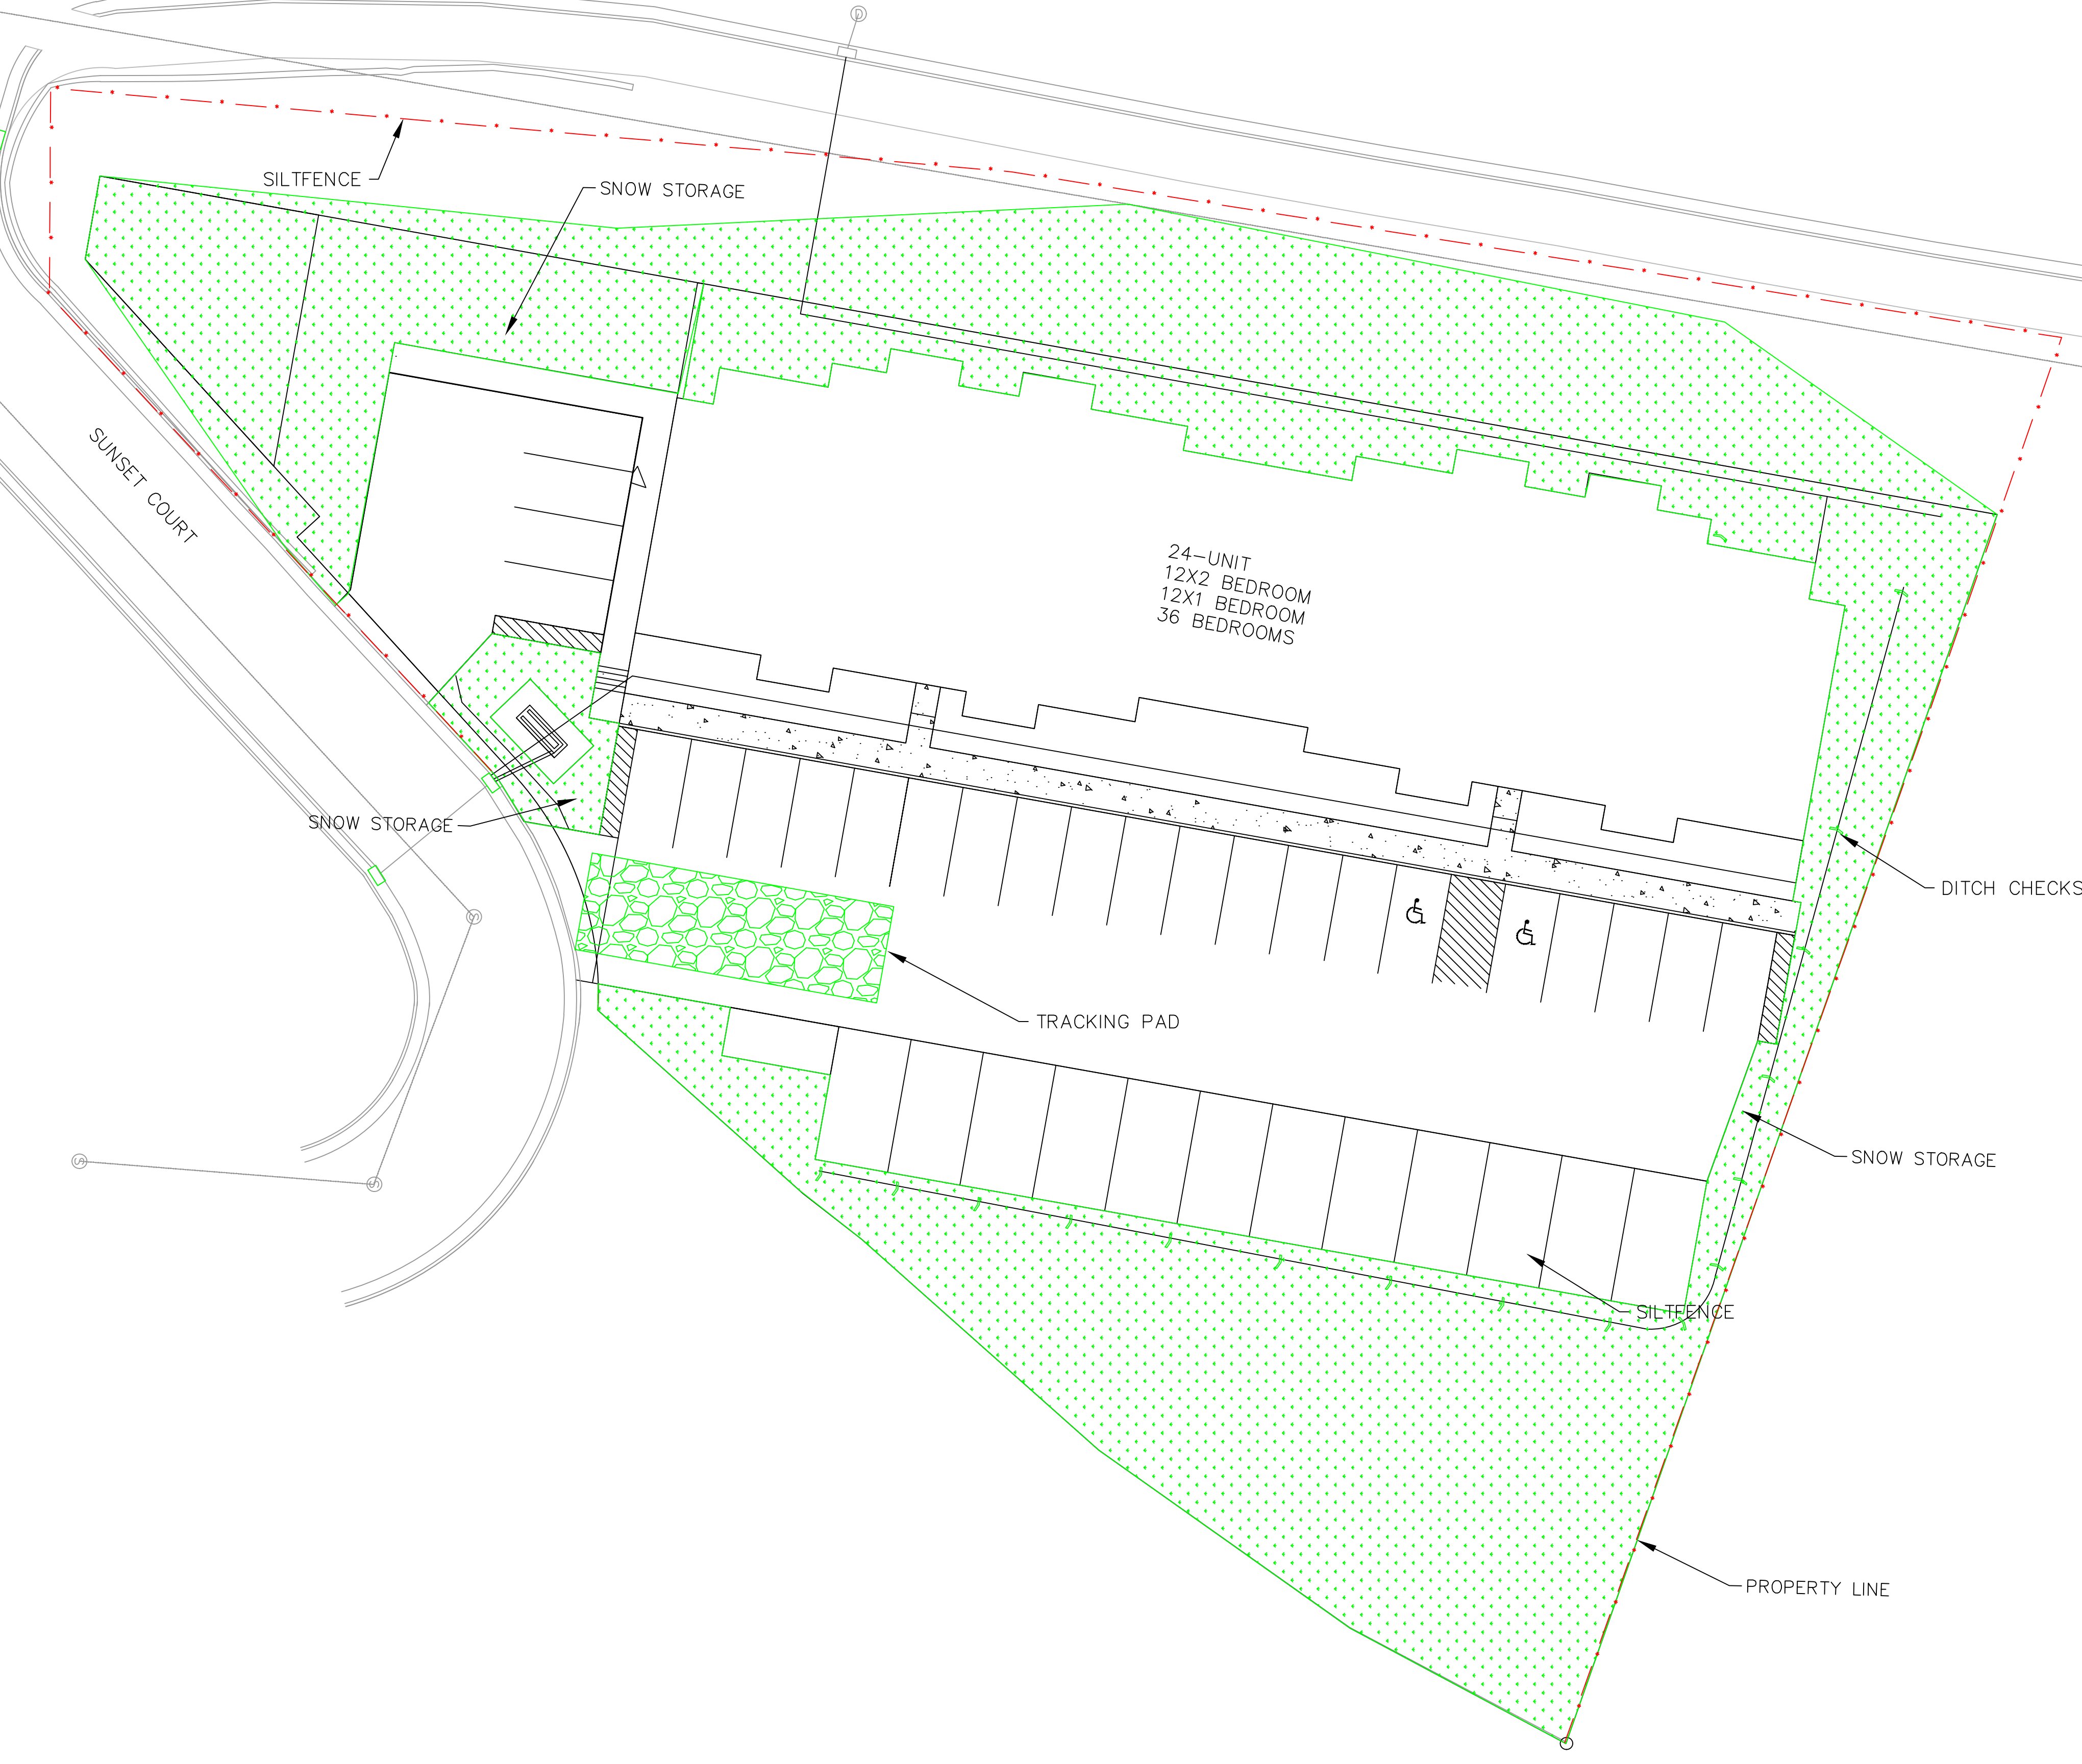 D
SILTFENCE
SNOW STORAGE
SUNSET COURT
24-UNIT
12X2 BEDROOM
12X1 BEDROOM
36 BEDROOMS
SNOW STORAGE
DITCH CHECKS
S
TRACKING PAD
SNOW STORAGE
S
S
SILTFENCE
PROPERTY LINE